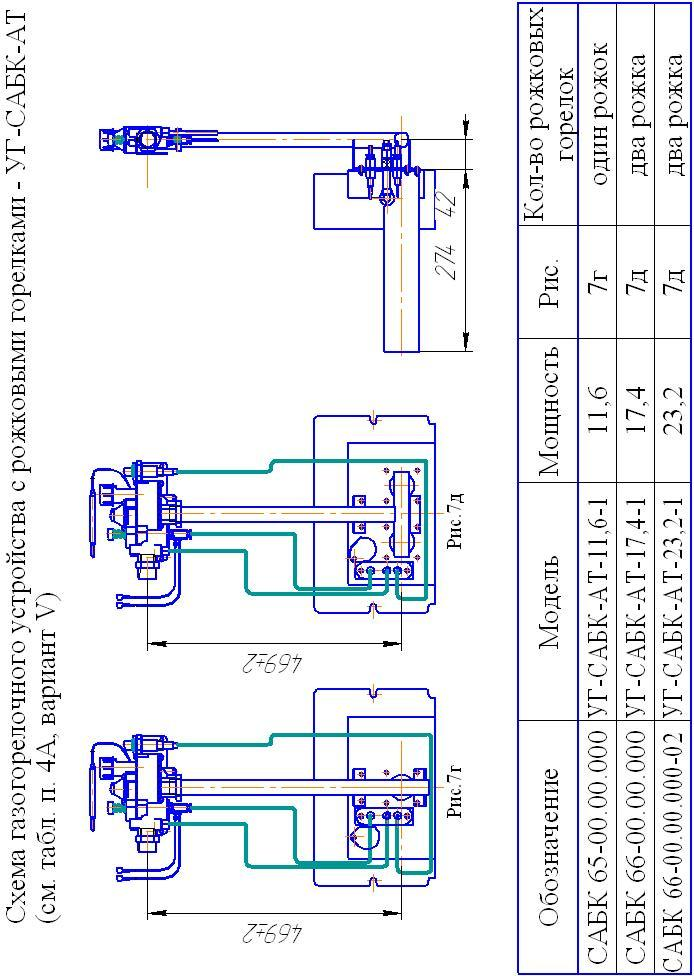 Схема газогорелочного устройства с рожковыми горелками - УГ-САБК-АТ
(см. табл. п. 4А, вариант V)
469±2
Рис.7г
469±2
Рис.7д
274
42
Обозначение Модель Мощность Рис. Кол-во рожковых
горелок
САБК 65-00.00.000 УГ-САБК-АТ-11,6-1 11,6 7г один рожок
САБК 66-00.00.000 УГ-САБК-АТ-17,4-1 17,4 7д два рожка
САБК 66-00.00.000-02 УГ-САБК-АТ-23,2-1 23,2 7д два рожка